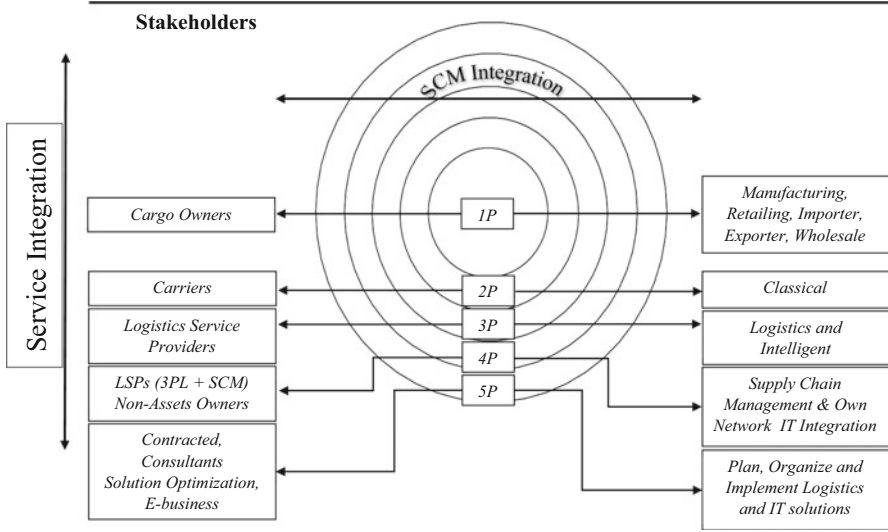 Stakeholders
SCM Integration
Service Integration
Cargo Owners
1P
Manufacturing,
Retailing, Importer,
Exporter, Wholesale
Carriers
2P
Classical
Logistics Service
Providers
3P
Logistics and
Intelligent
LSPs (3PL + SCM)
Non-Assets Owners
4P
Supply Chain
Management & Own
Network IT Integration
Contracted,
Consultants
Solution Optimization,
E-business
5P
Plan, Organize and
Implement Logistics
and IT solutions